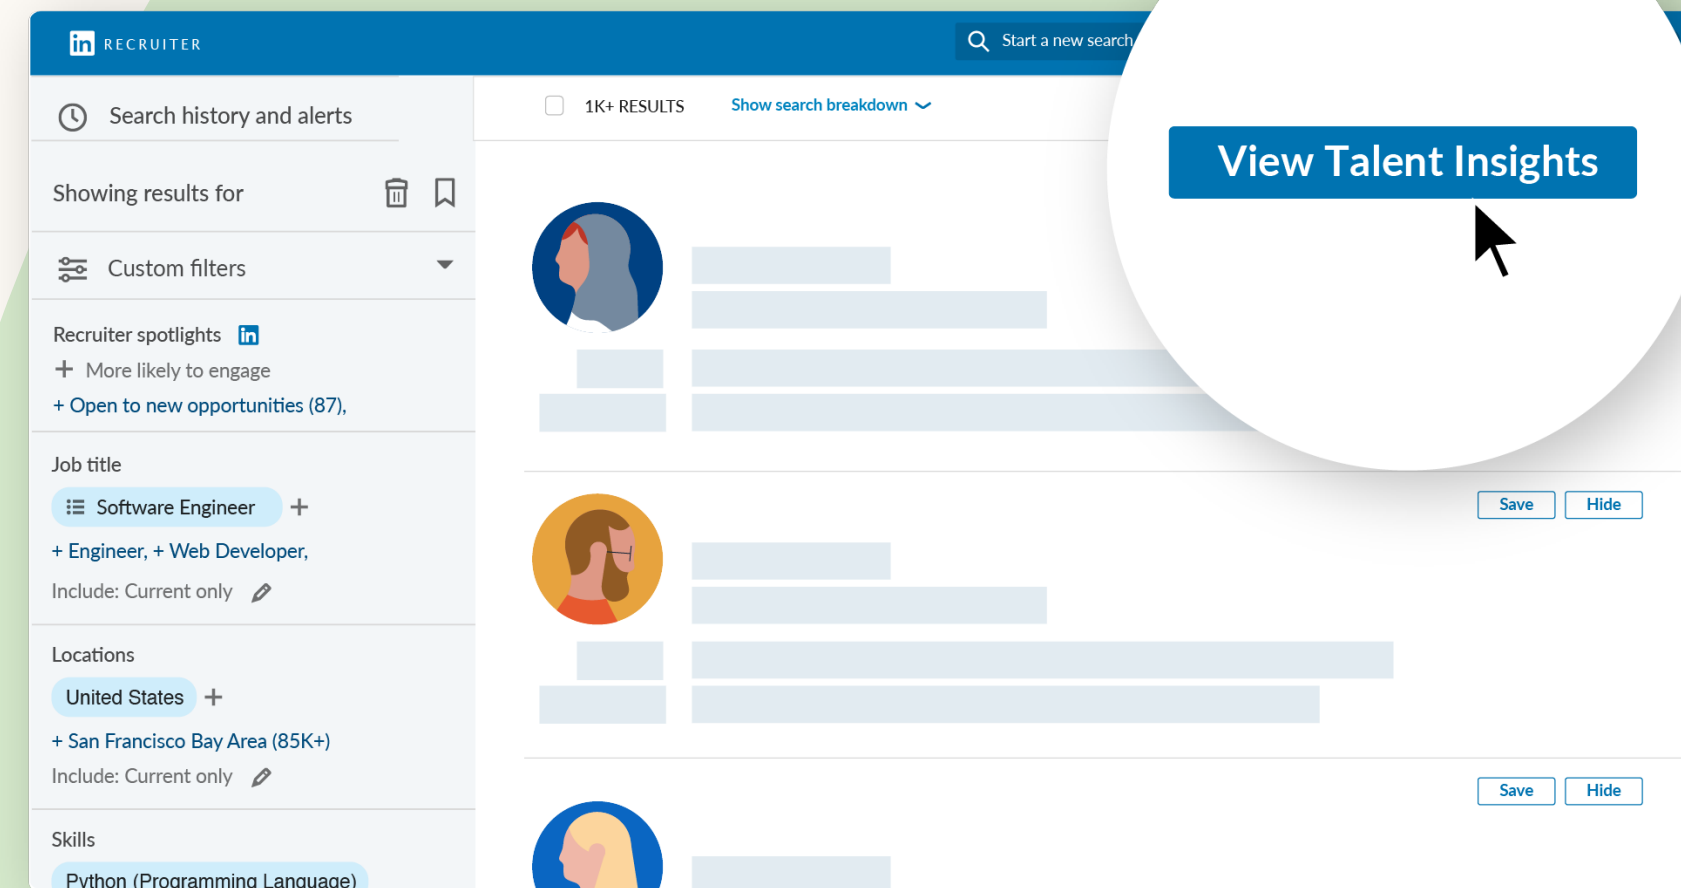 in RECRUITER
Start a new search
Search history and alerts
1K+ RESULTS
Show search breakdown
View Talent Insights
Showing results for
Custom filters
Recruiter spotlights in
+ More likely to engage
+ Open to new opportunities (87),
Job title
Software Engineer +
+ Engineer, + Web Developer,
Include: Current only
Save Hide
Locations
United States +
+ San Francisco Bay Area (85K+)
Include: Current only
Save Hide
Skills
Python (Programming Language)